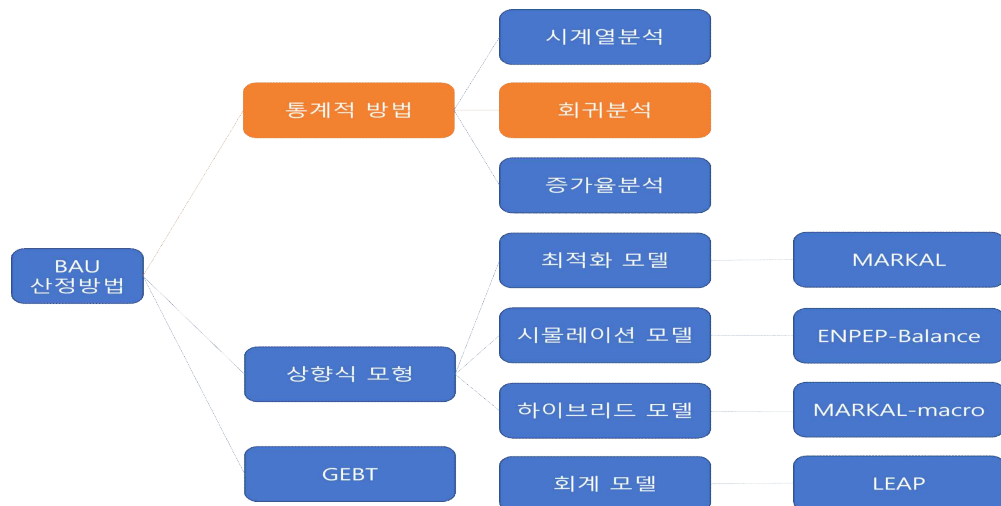 시계열분석
통계적 방법
회귀분석
증가율분석
BAU
산정방법
최적화 모델
MARKAL
시물레이션 모델
ENPEP-Balance
상향식 모형
하이브리드 모델
MARKAL-macro
GEBT
회계 모델
LEAP